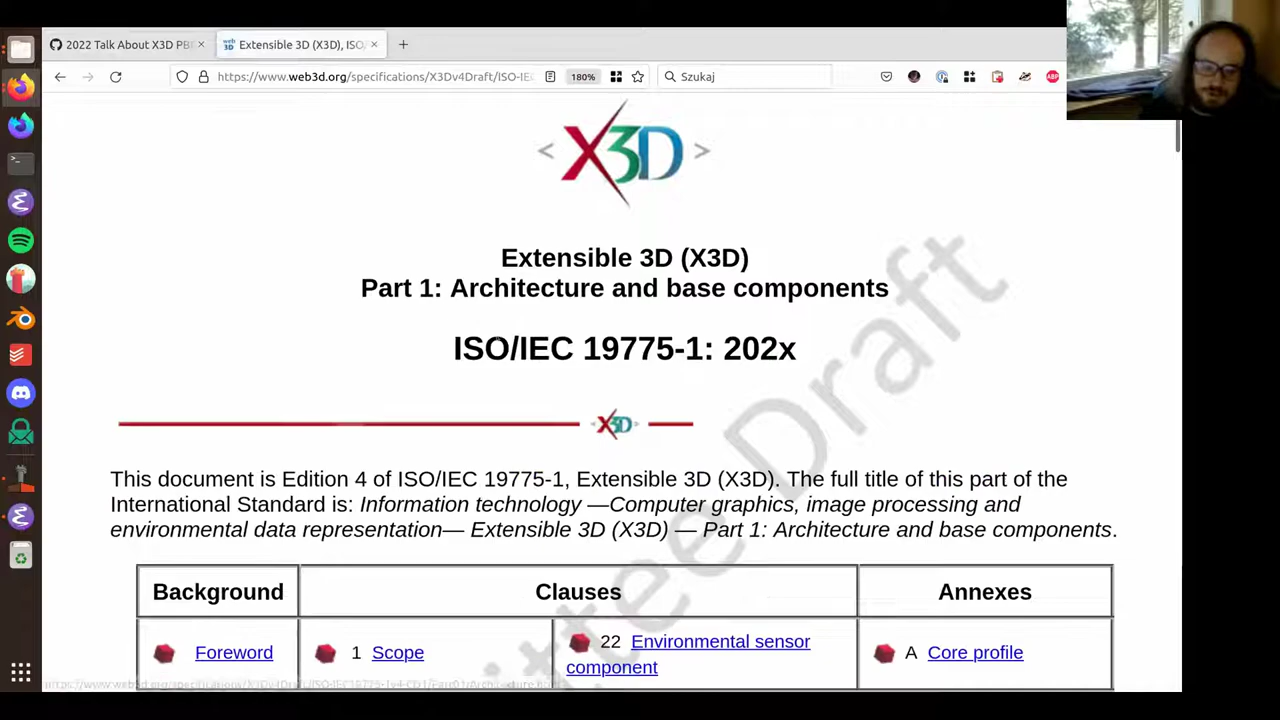 2022 Talk About X3D PB
Extensible 3D (X3D), ISO
https://www.web3d.org/specifications/X3Dv4Draft/ISO-IE
180%
Szukaj
ABP
X3D
Extensible 3D (X3D)
Part 1: Architecture and base components
ISO/IEC 19775-1: 202x
X3D
This document is Edition 4 of ISO/IEC 19775-1, Extensible 3D (X3D). The full title of this part of the
International Standard is: Information technology —Computer graphics, image processing and
environmental data representation— Extensible 3D (X3D) — Part 1: Architecture and base components.
Background Clauses Annexes
Foreword 1 Scope 22 Environmental sensor
component A Core profile
Draft